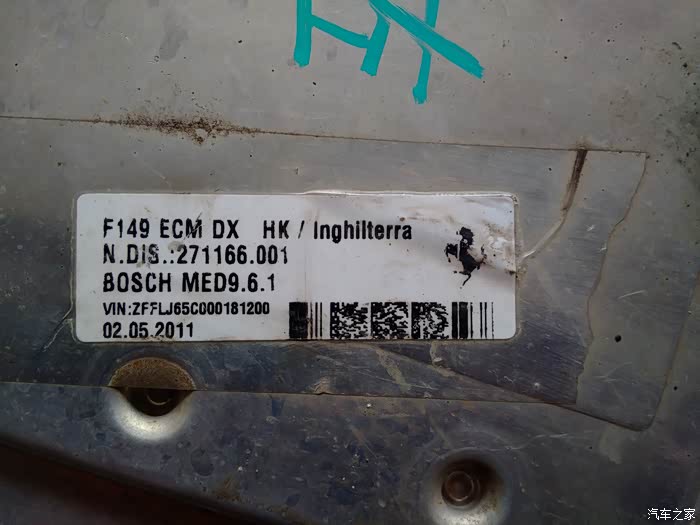 HK
F149 ECM DX HK / Inghilterra
N.DIS.:271166.001
BOSCH MED9.6.1
VIN:ZFFLJ65C000181200
02.05.2011
汽车之家